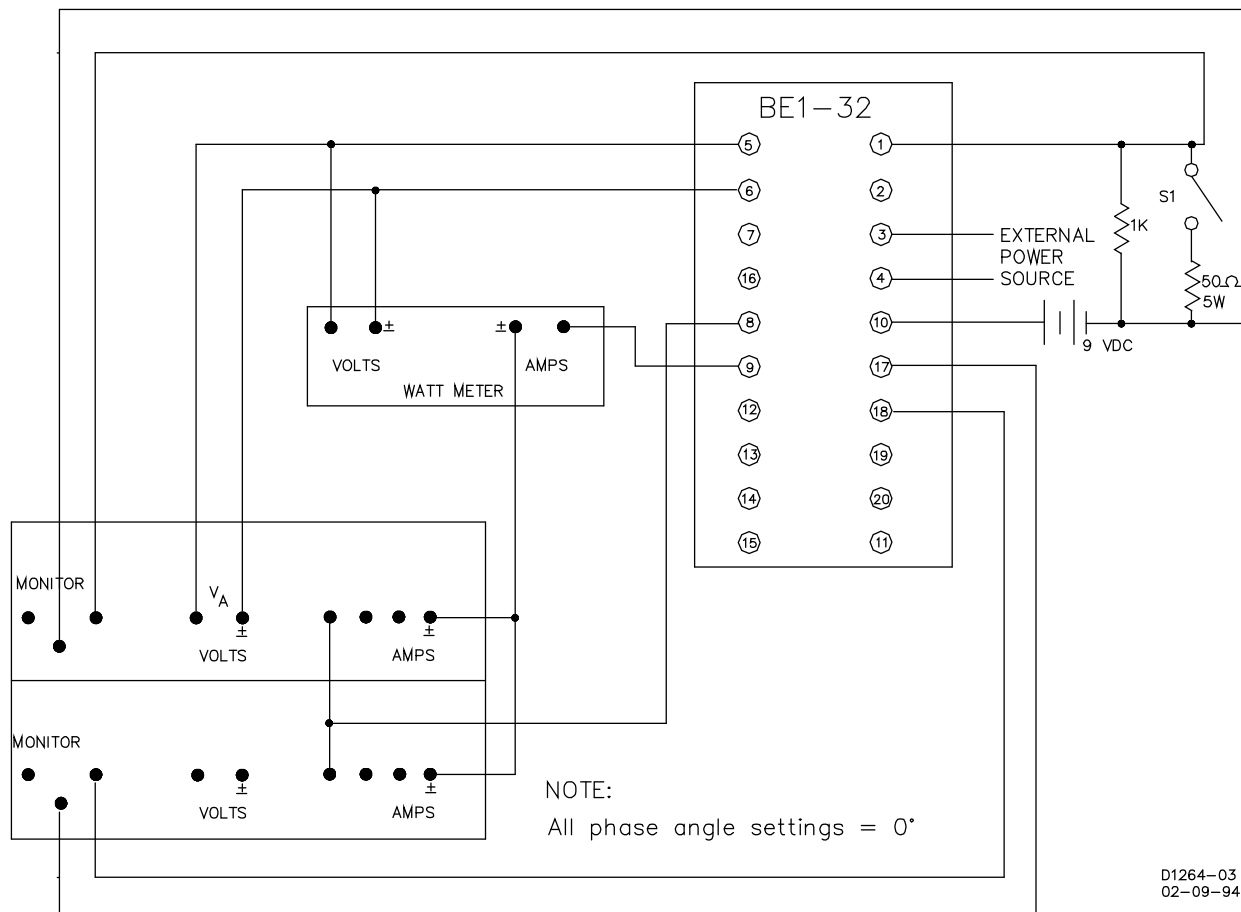 BE1-32
5 1
6 2
S1
7 3
1K
EXTERNAL
POWER
SOURCE
16 4
50Ω
5W
8 10
± ±
9 VDC
VOLTS AMPS
9 17
WATT METER
12 18
13 19
14 20
15 11
MONITOR
VA
± ±
VOLTS AMPS
MONITOR
± ±
VOLTS AMPS
NOTE:
All phase angle settings = 0°
D1264-03
02-09-94